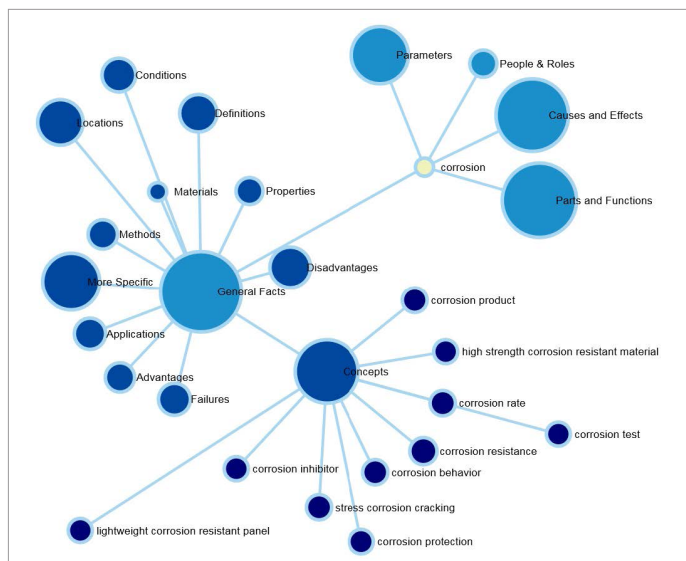 Parameters
People & Roles
Conditions
Causes and Effects
Definitions
Locations
corrosion
Materials
Properties
Parts and Functions
Methods
Disadvantages
More Specific
General Facts
corrosion product
Applications
high strength corrosion resistant material
Concepts
Advantages
Failures
corrosion rate
corrosion test
corrosion resistance
corrosion inhibitor
corrosion behavior
stress corrosion cracking
lightweight corrosion resistant panel
corrosion protection